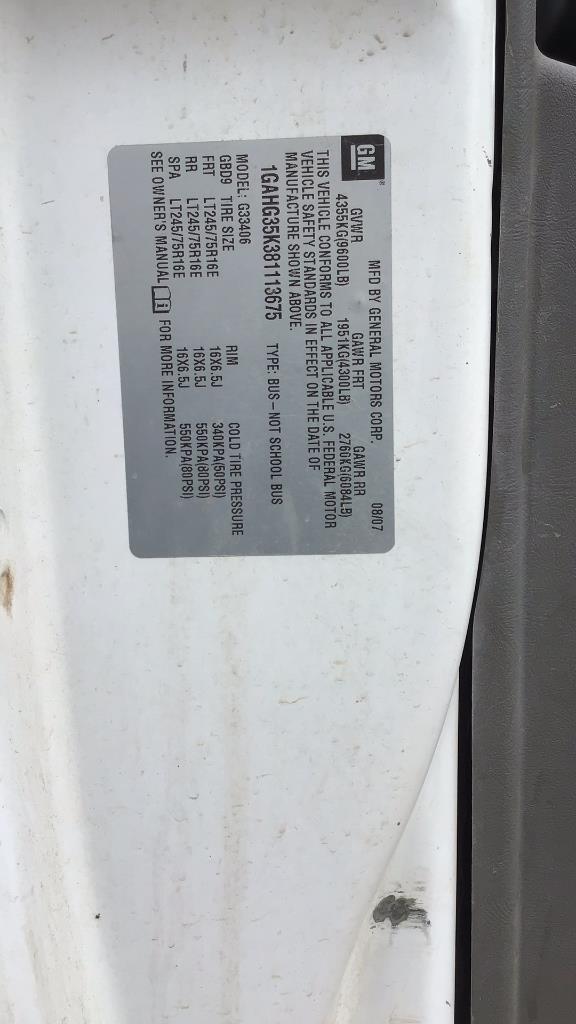 GM ®
MFD BY GENERAL MOTORS CORP. 08/07
GVWR GAWR FRT GAWR RR
4355KG(9600LB) 1951KG(4300LB) 2760KG(6084LB)
THIS VEHICLE CONFORMS TO ALL APPLICABLE U.S. FEDERAL MOTOR
VEHICLE SAFETY STANDARDS IN EFFECT ON THE DATE OF
MANUFACTURE SHOWN ABOVE.
1GAHG35K381113675 TYPE: BUS–NOT SCHOOL BUS
MODEL: G33406
GBD9 TIRE SIZE RIM COLD TIRE PRESSURE
FRT LT245/75R16E 16X6.5J 340KPA(50PSI)
RR LT245/75R16E 16X6.5J 550KPA(80PSI)
SPA LT245/75R16E 16X6.5J 550KPA(80PSI)
SEE OWNER'S MANUAL i FOR MORE INFORMATION.